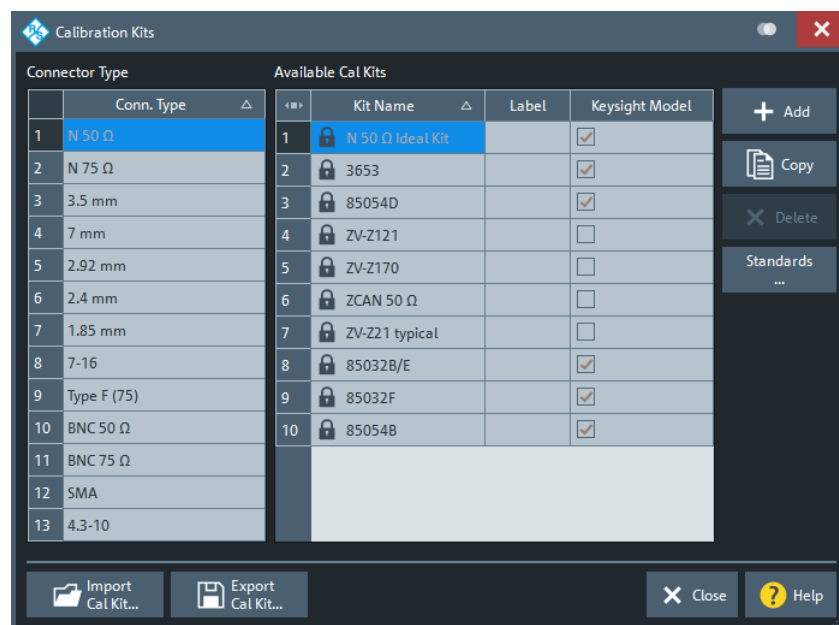 R/S
Calibration Kits
Connector Type
Available Cal Kits
Conn. Type
Kit Name Label Keysight Model
1 N 50 Ω
2 N 75 Ω
3 3.5 mm
4 7 mm
5 2.92 mm
6 2.4 mm
7 1.85 mm
8 7-16
9 Type F (75)
10 BNC 50 Ω
11 BNC 75 Ω
12 SMA
13 4.3-10
1 N 50 Ω Ideal Kit
2 3653
3 85054D
4 ZV-Z121
5 ZV-Z170
6 ZCAN 50 Ω
7 ZV-Z21 typical
8 85032B/E
9 85032F
10 85054B
Add
Copy
Delete
Standards
...
Import
Cal Kit...
Export
Cal Kit...
Close
? Help